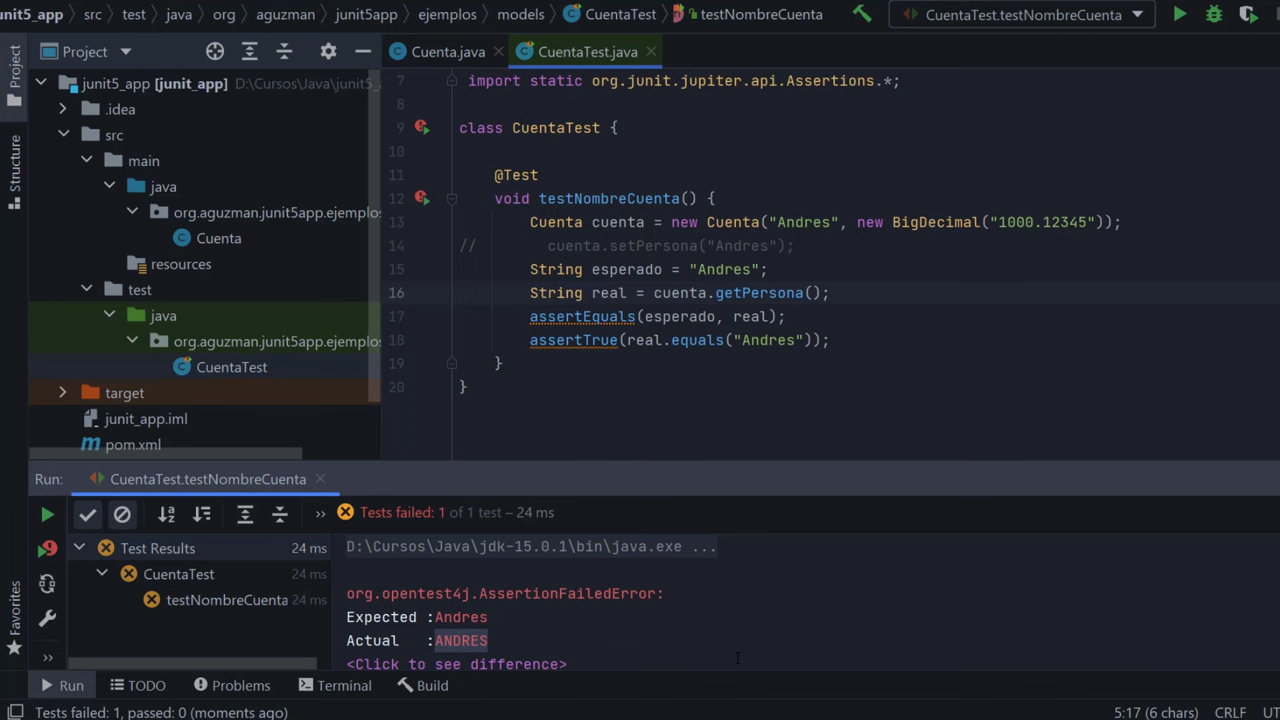 unit5_app > src > test > java > org > aguzman > junit5app > ejemplos > models > CuentaTest > testNombreCuenta
CuentaTest.testNombreCuenta
Project
Cuenta.java
CuentaTest.java
Project
Structure
Favorites
junit5_app [junit_app] D:\Cursos\Java\junit5_
.idea
src
main
java
org.aguzman.junit5app.ejemplos
Cuenta
resources
test
java
org.aguzman.junit5app.ejemplos
CuentaTest
target
junit_app.iml
pom.xml
7 import static org.junit.jupiter.api.Assertions.*;
8
9 class CuentaTest {
10
11 @Test
12 void testNombreCuenta() {
13 Cuenta cuenta = new Cuenta("Andres", new BigDecimal("1000.12345"));
14 // cuenta.setPersona("Andres");
15 String esperado = "Andres";
16 String real = cuenta.getPersona();
17 assertEquals(esperado, real);
18 assertTrue(real.equals("Andres"));
19 }
20 }
Run: CuentaTest.testNombreCuenta
>> Tests failed: 1 of 1 test – 24 ms
Test Results 24 ms
CuentaTest 24 ms
testNombreCuenta 24 ms
D:\Cursos\Java\jdk-15.0.1\bin\java.exe ...
org.opentest4j.AssertionFailedError:
Expected :Andres
Actual :ANDRES
<Click to see difference>
Run TODO Problems Terminal Build
Tests failed: 1, passed: 0 (moments ago) 5:17 (6 chars) CRLF UT